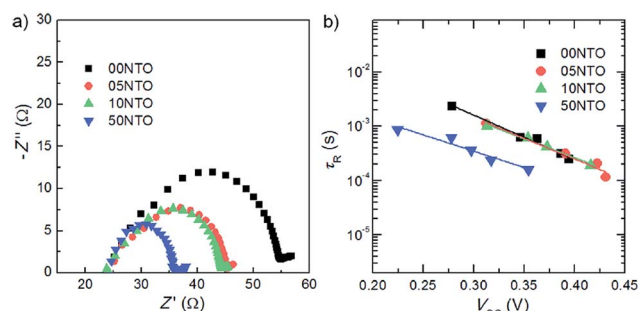 a)
30
25
20
15
10
5
0
-Z'' (Ω)
00NTO
05NTO
10NTO
50NTO
20 30 40 50 60
Z' (Ω)
b)
10⁻²
10⁻³
10⁻⁴
10⁻⁵
τR (s)
00NTO
05NTO
10NTO
50NTO
0.20 0.25 0.30 0.35 0.40 0.45
(V)